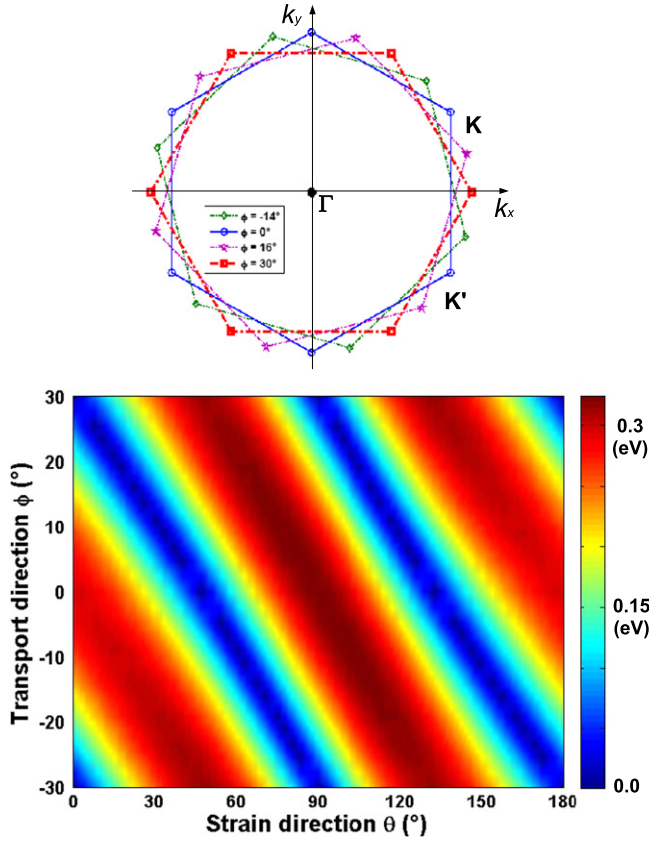 ky
K
Γ
kx
ϕ = -14°
ϕ = 0°
ϕ = 16°
ϕ = 30°
K'
30
20
10
0
-10
-20
-30
Transport direction ϕ (°)
0 30 60 90 120 150 180
Strain direction θ (°)
0.3
(eV)
0.15
(eV)
0.0